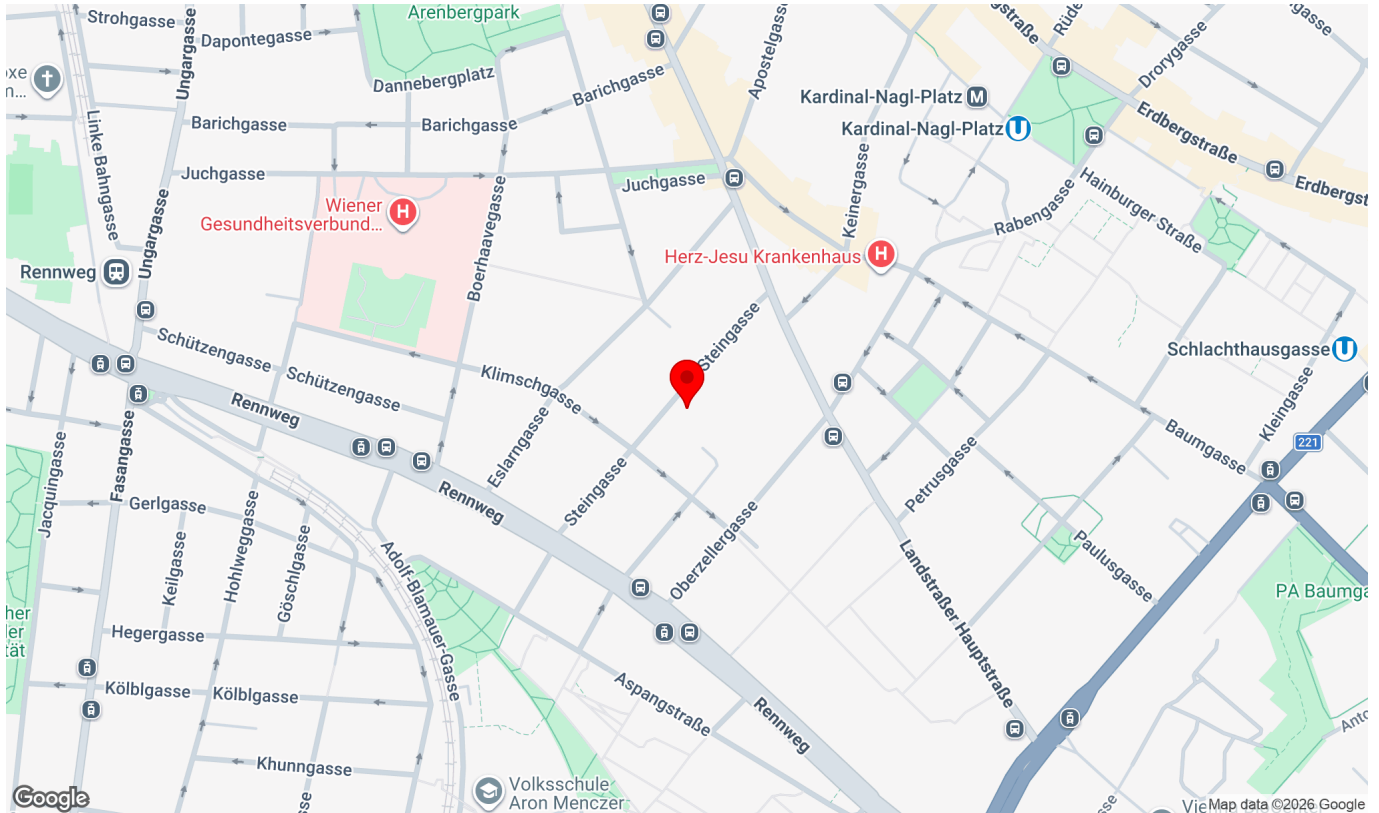 Strohgasse
Arenbergpark
Dapontegasse
Ungargasse
Dannebergplatz
Barichgasse
Apostelgasse
Drorygasse
Kardinal-Nagl-Platz
Kardinal-Nagl-Platz
Erdbergstraße
Erdbergst
Linke Bahngasse
Barichgasse
Barichgasse
Juchgasse
Juchgasse
Keinergasse
Hainburger Straße
Rabengasse
Wiener
Gesundheitsverbund...
Boerhaavegasse
Herz-Jesu Krankenhaus
Rennweg
Ungargasse
Steingasse
Schlachthausgasse
Schützengasse
Schützengasse
Klimschgasse
Rennweg
Kleingasse
Baumgasse
221
Jacquingasse
Fasangasse
Eslarngasse
Steingasse
Petrusgasse
Rennweg
Gerlgasse
Keilgasse
Hohlweggasse
Göschlgasse
Adolf-Blamauer-Gasse
Oberzellergasse
Landstraßer Hauptstraße
Paulusgasse
PA Baumga
Hegergasse
Kölblgasse
Kölblgasse
Aspangstraße
Rennweg
Khunngasse
Volksschule
Aron Menczer
Google
Map data ©2026 Google